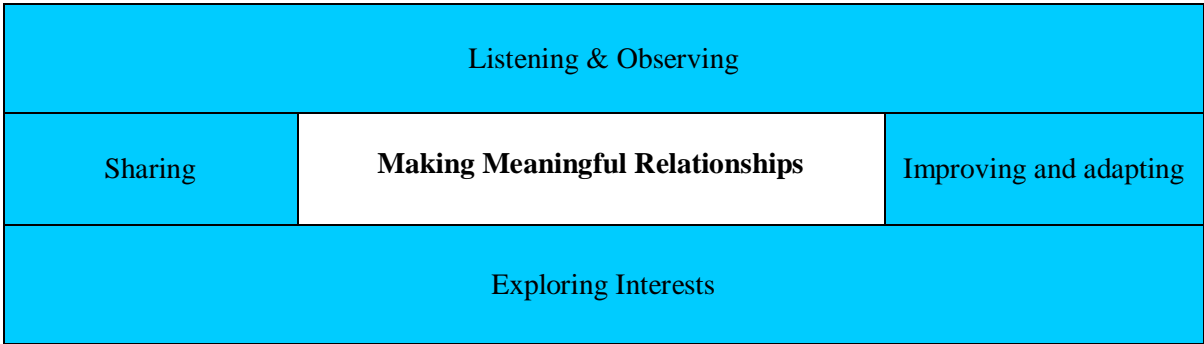 Listening & Observing
Sharing
Making Meaningful Relationships
Improving and adapting
Exploring Interests